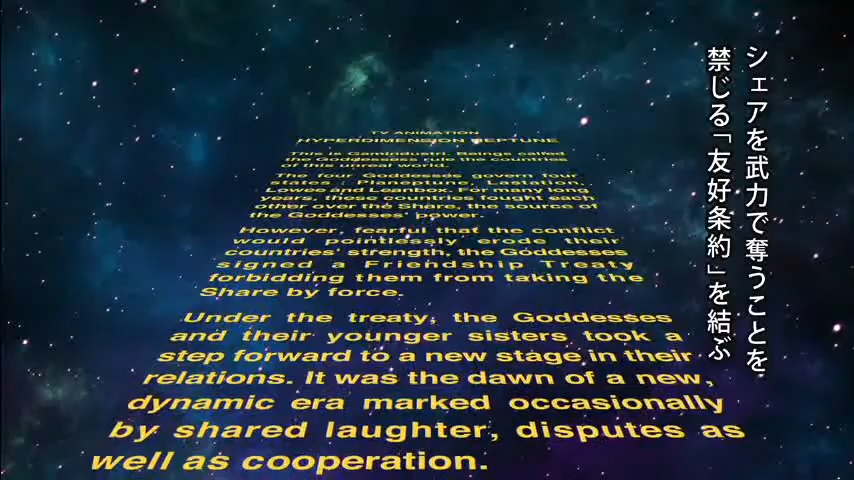 TV ANIMATION
HYPERDIMENSION NEPTUNE
This is Gamindustri. Beings called
the Goddessess rule the countries
of this unreal world.
The four Goddesses govern four
states : Planeptune, Lastation,
Lowee and Leanbox. For many long
years, these countries fought each
other over the Share, the source of
the Goddesses' power.
However, fearful that the conflict
would pointlessly erode their
countries' strength, the Goddesses
signed a Friendship Treaty
forbidding them from taking the
Share by force.
Under the treaty, the Goddesses
and their younger sisters took a
step forward to a new stage in their
relations. It was the dawn of a new,
dynamic era marked occasionally
by shared laughter, disputes as
well as cooperation.
シェアを武力で奪うことを
禁じる「友好条約」を結ぶ